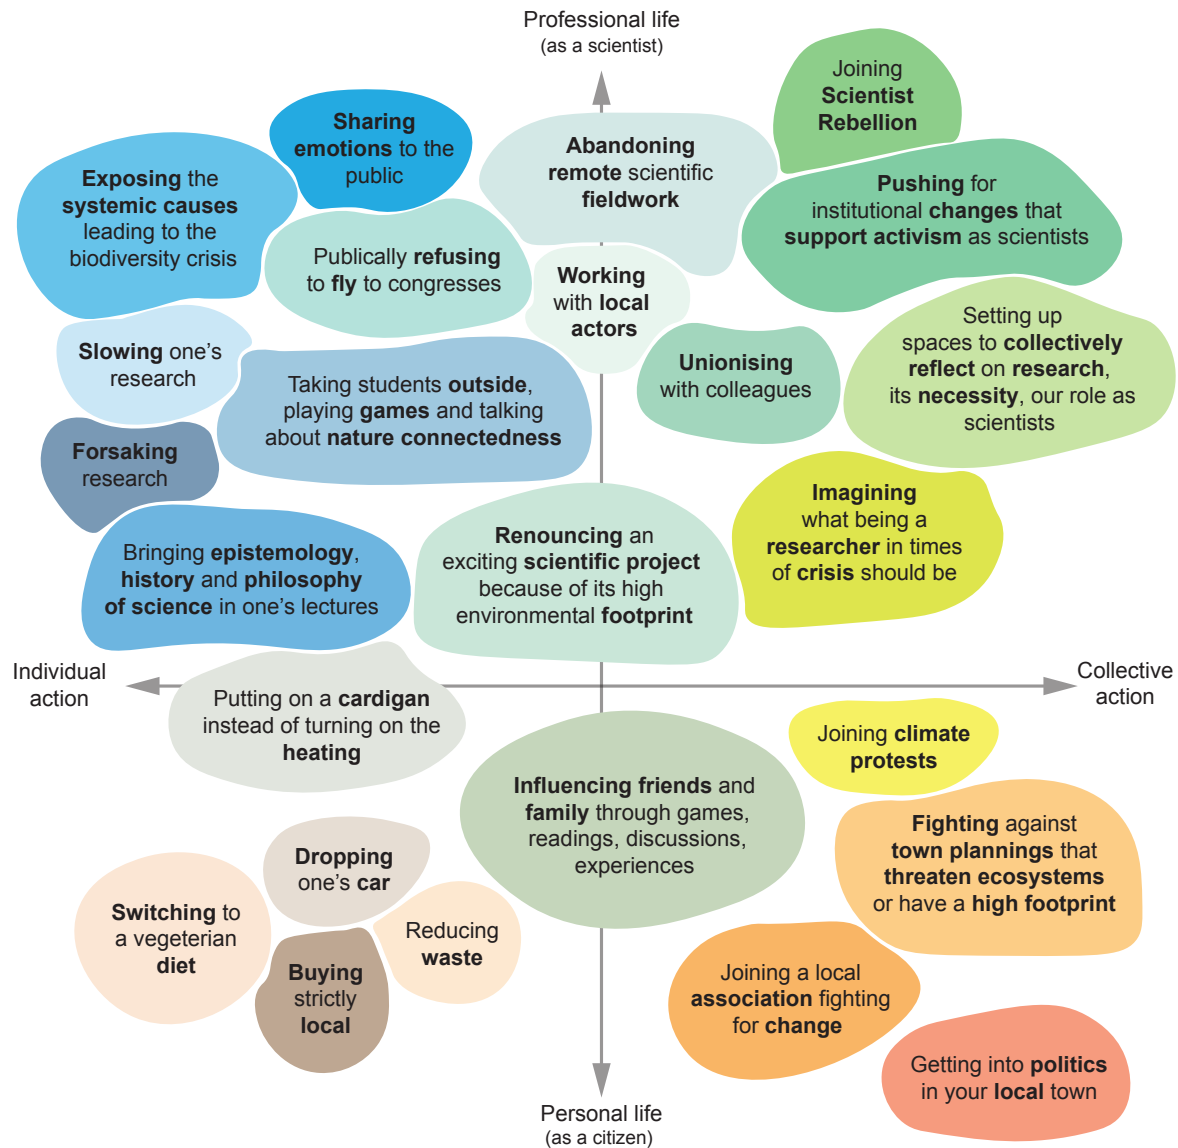 Professional life
(as a scientist)
Joining
Scientist
Rebellion
Sharing
emotions to the
public
Abandoning
remote scientific
fieldwork
Exposing the
systemic causes
leading to the
biodiversity crisis
Pushing for
institutional changes that
support activism as scientists
Publically refusing
to fly to congresses
Working
with local
actors
Setting up
spaces to collectively
reflect on research,
its necessity, our role as
scientists
Slowing one's
research
Taking students outside,
playing games and talking
about nature connectedness
Unionising
with colleagues
Forsaking
research
Imagining
what being a
researcher in times
of crisis should be
Renouncing an
exciting scientific project
because of its high
environmental footprint
Bringing epistemology,
history and philosophy
of science in one's lectures
Individual
action
Collective
action
Putting on a cardigan
instead of turning on the
heating
Joining climate
protests
Influencing friends and
family through games,
readings, discussions,
experiences
Fighting against
town plannings that
threaten ecosystems
or have a high footprint
Dropping
one's car
Switching to
a vegeterian
diet
Reducing
waste
Buying
strictly
local
Joining a local
association fighting
for change
Getting into politics
in your local town
Personal life
(as a citizen)